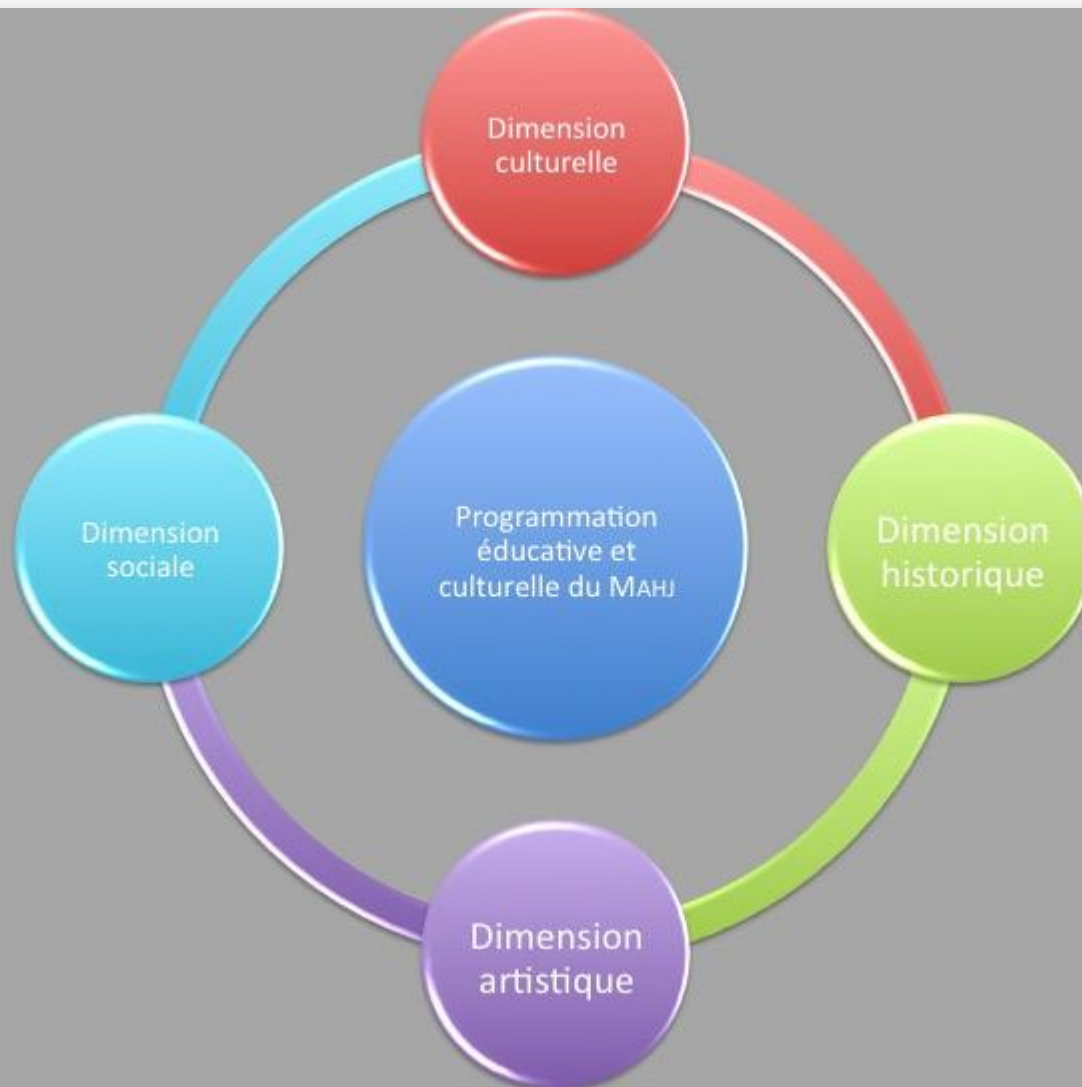 Dimension
culturelle
Dimension
sociale
Programmation
éducative et
culturelle du MAHJ
Dimension
historique
Dimension
artistique